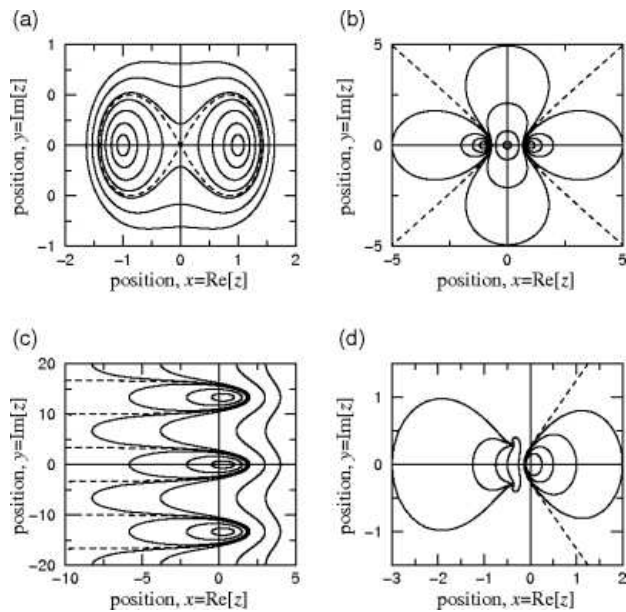 (a)
(b)
position, y=Im[z]
1
0
0
0
-1
-2
-1
0
1
2
position, x=Re[z]
position, y=Im[z]
5
0
-5
-5
0
5
position, x=Re[z]
(c)
(d)
position, y=Im[z]
20
10
0
-10
-20
-10
-5
0
5
position, x=Re[z]
position, y=Im[z]
1
0
-1
-3
-2
-1
0
1
2
position, x=Re[z]